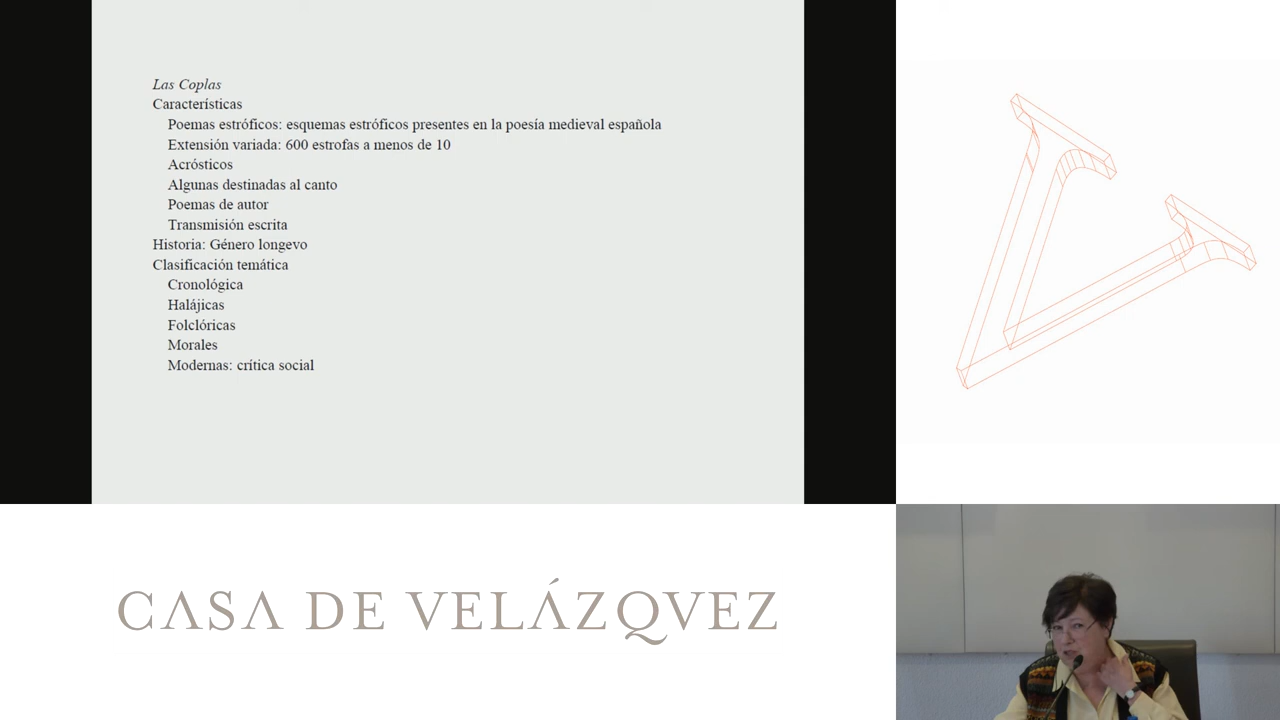 Las Coplas
Características
Poemas estróficos: esquemas estróficos presentes en la poesía medieval española
Extensión variada: 600 estrofas a menos de 10
Acrósticos
Algunas destinadas al canto
Poemas de autor
Transmisión escrita
Historia: Género longevo
Clasificación temática
Cronológica
Halájicas
Folclóricas
Morales
Modernas: crítica social
CASA DE VELÁZQVEZ